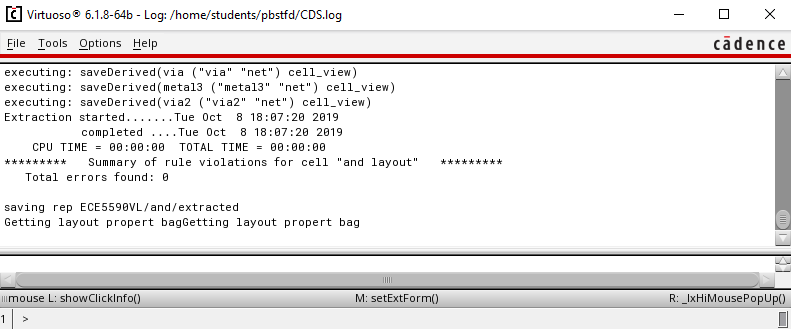 Virtuoso® 6.1.8-64b - Log: /home/students/pbstfd/CDS.log
File Tools Options Help
cādence
executing: saveDerived(via ("via" "net") cell_view)
executing: saveDerived(metal3 ("metal3" "net") cell_view)
executing: saveDerived(via2 ("via2" "net") cell_view)
Extraction started.......Tue Oct  8 18:07:20 2019
completed ....Tue Oct  8 18:07:20 2019
CPU TIME = 00:00:00  TOTAL TIME = 00:00:00
*********   Summary of rule violations for cell "and layout"   *********
Total errors found: 0
saving rep ECE5590VL/and/extracted
Getting layout propert bagGetting layout propert bag
mouse L: showClickInfo() M: setExtForm() R: _lxHiMousePopUp()
1 >